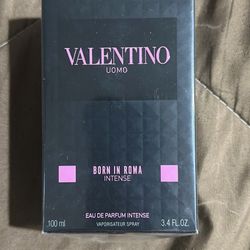 VALENTINO
UOMO
BORN IN ROMA
INTENSE
EAU DE PARFUM INTENSE
100 ml VAPORISATEUR SPRAY 3.4 FL.OZ.